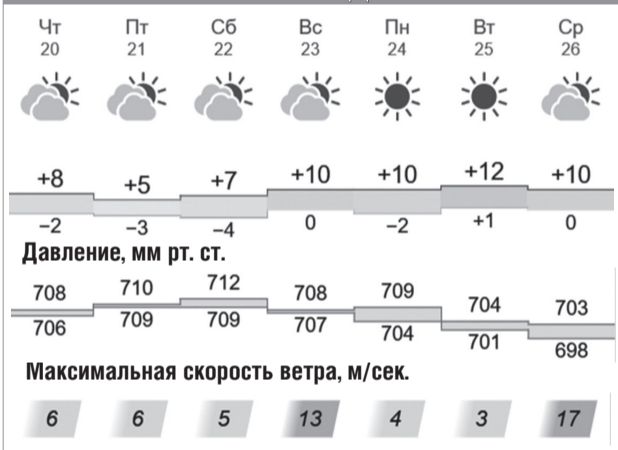 Чт Пт Сб Вс Пн Вт Ср
20 21 22 23 24 25 26
+8 +5 +7 +10 +10 +12 +10
−2 −3 −4 0 −2 +1 0
Давление, мм рт. ст.
708 710 712 708 709 704 703
706 709 709 707 704 701 698
Максимальная скорость ветра, м/сек.
6 6 5 13 4 3 17